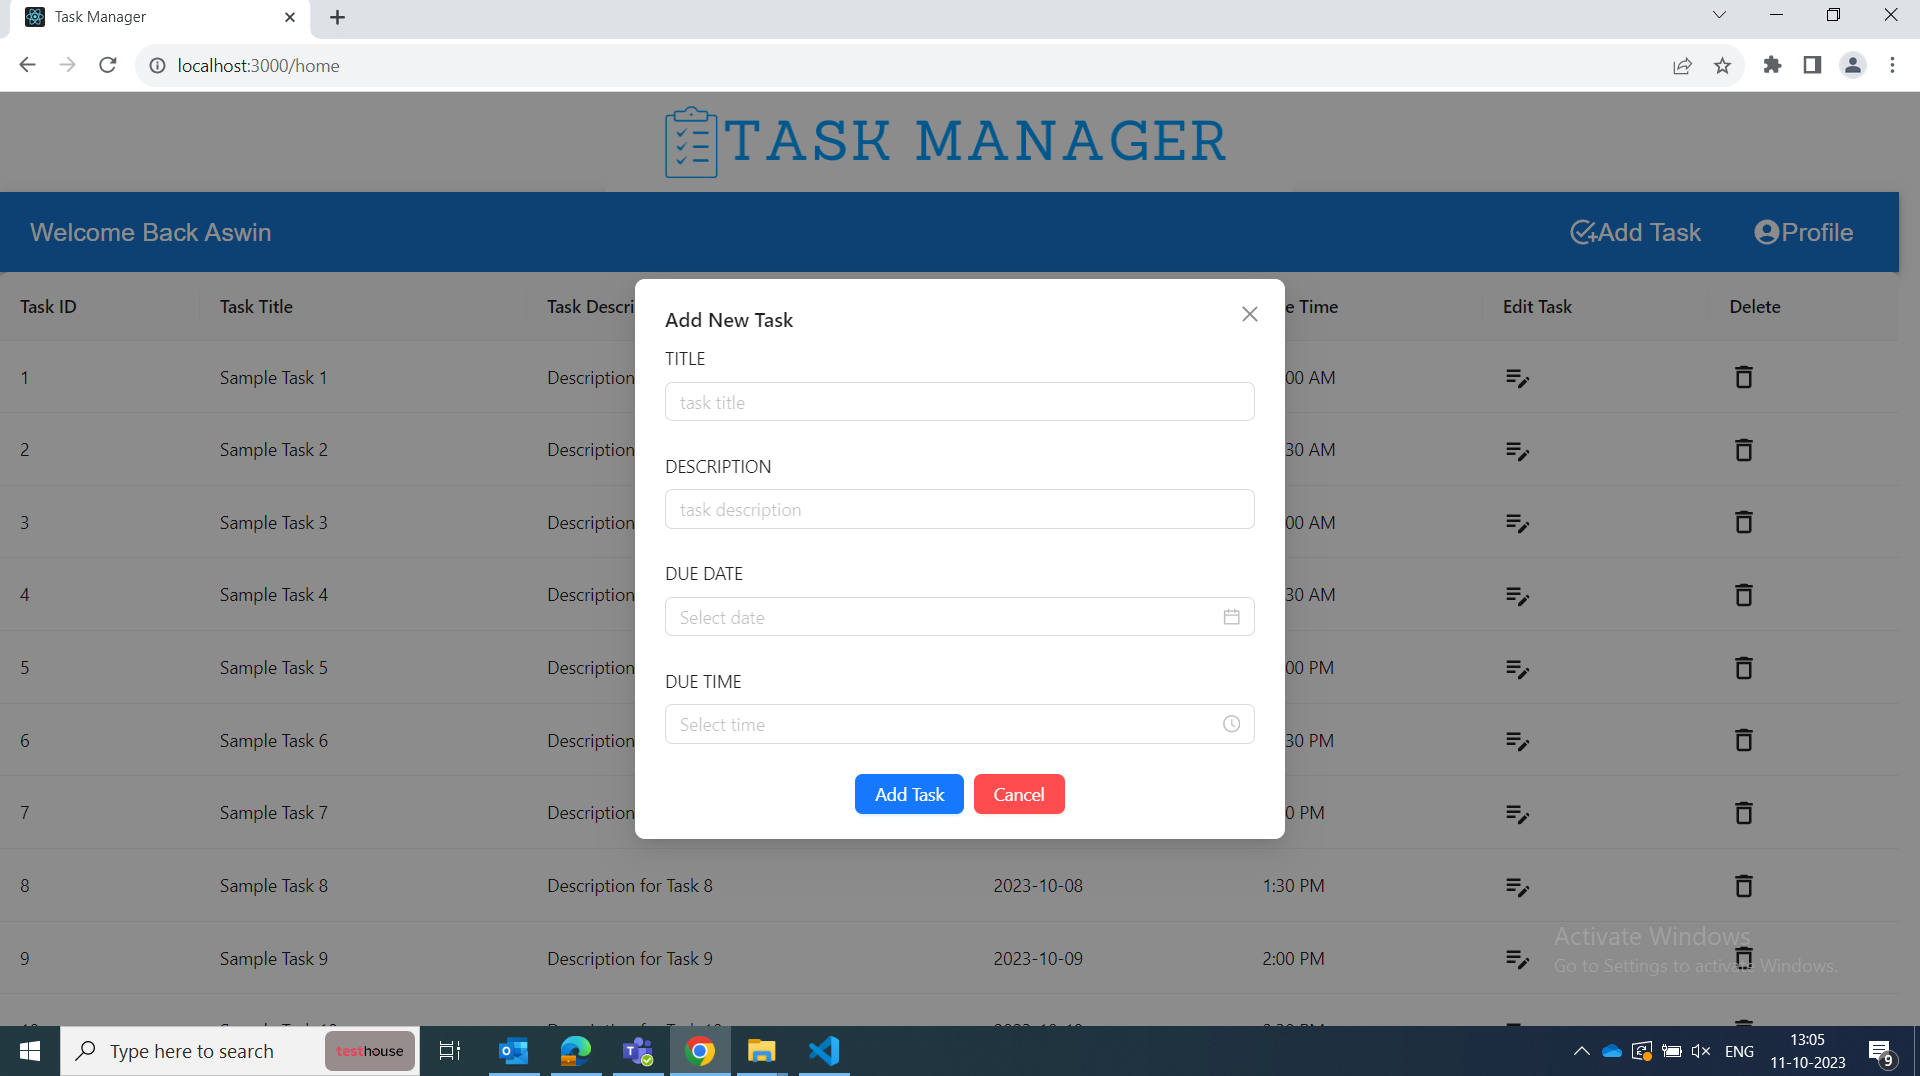 Task Manager
localhost:3000/home
TASK MANAGER
Welcome Back Aswin
Add Task
Profile
Task ID Task Title Task Descri e Time Edit Task Delete
Add New Task
TITLE
task title
DESCRIPTION
task description
DUE DATE
Select date
DUE TIME
Select time
Add Task Cancel
1 Sample Task 1 Description 00 AM
2 Sample Task 2 Description 30 AM
3 Sample Task 3 Description 00 AM
4 Sample Task 4 Description 30 AM
5 Sample Task 5 Description 00 PM
6 Sample Task 6 Description 30 PM
7 Sample Task 7 Description 0 PM
8 Sample Task 8 Description for Task 8 2023-10-08 1:30 PM
9 Sample Task 9 Description for Task 9 2023-10-09 2:00 PM
Activate Windows
Go to Settings to activate Windows.
Type here to search
testhouse
ENG
13:05
11-10-2023
9